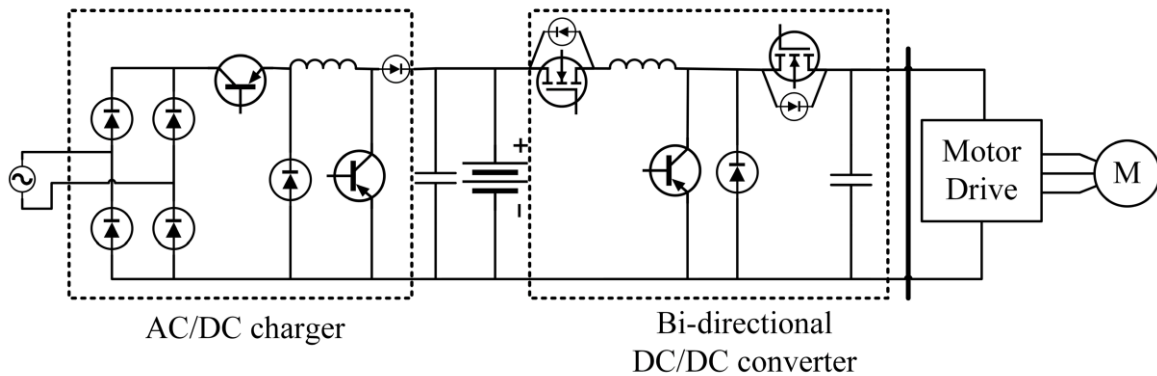 +
−
Motor
Drive
M
AC/DC charger
Bi-directional
DC/DC converter